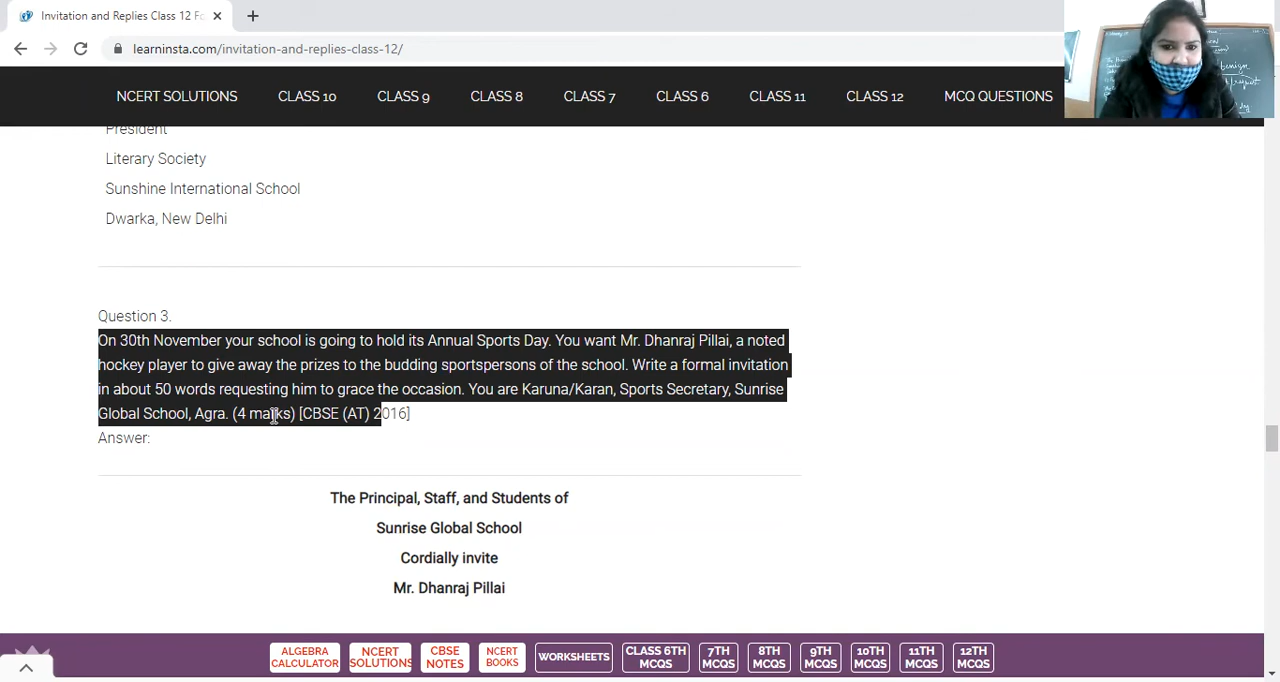 Invitation and Replies Class 12 Fo
learninsta.com/invitation-and-replies-class-12/
NCERT SOLUTIONS CLASS 10 CLASS 9 CLASS 8 CLASS 7 CLASS 6 CLASS 11 CLASS 12 MCQ QUESTIONS
President
Literary Society
Sunshine International School
Dwarka, New Delhi
Question 3.
On 30th November your school is going to hold its Annual Sports Day. You want Mr. Dhanraj Pillai, a noted
hockey player to give away the prizes to the budding sportspersons of the school. Write a formal invitation
in about 50 words requesting him to grace the occasion. You are Karuna/Karan, Sports Secretary, Sunrise
Global School, Agra. (4 marks) [CBSE (AT) 2016]
Answer:
The Principal, Staff, and Students of
Sunrise Global School
Cordially invite
Mr. Dhanraj Pillai
ALGEBRA CALCULATOR NCERT SOLUTIONS CBSE NOTES NCERT BOOKS WORKSHEETS CLASS 6TH MCQS 7TH MCQS 8TH MCQS 9TH MCQS 10TH MCQS 11TH MCQS 12TH MCQS
benign